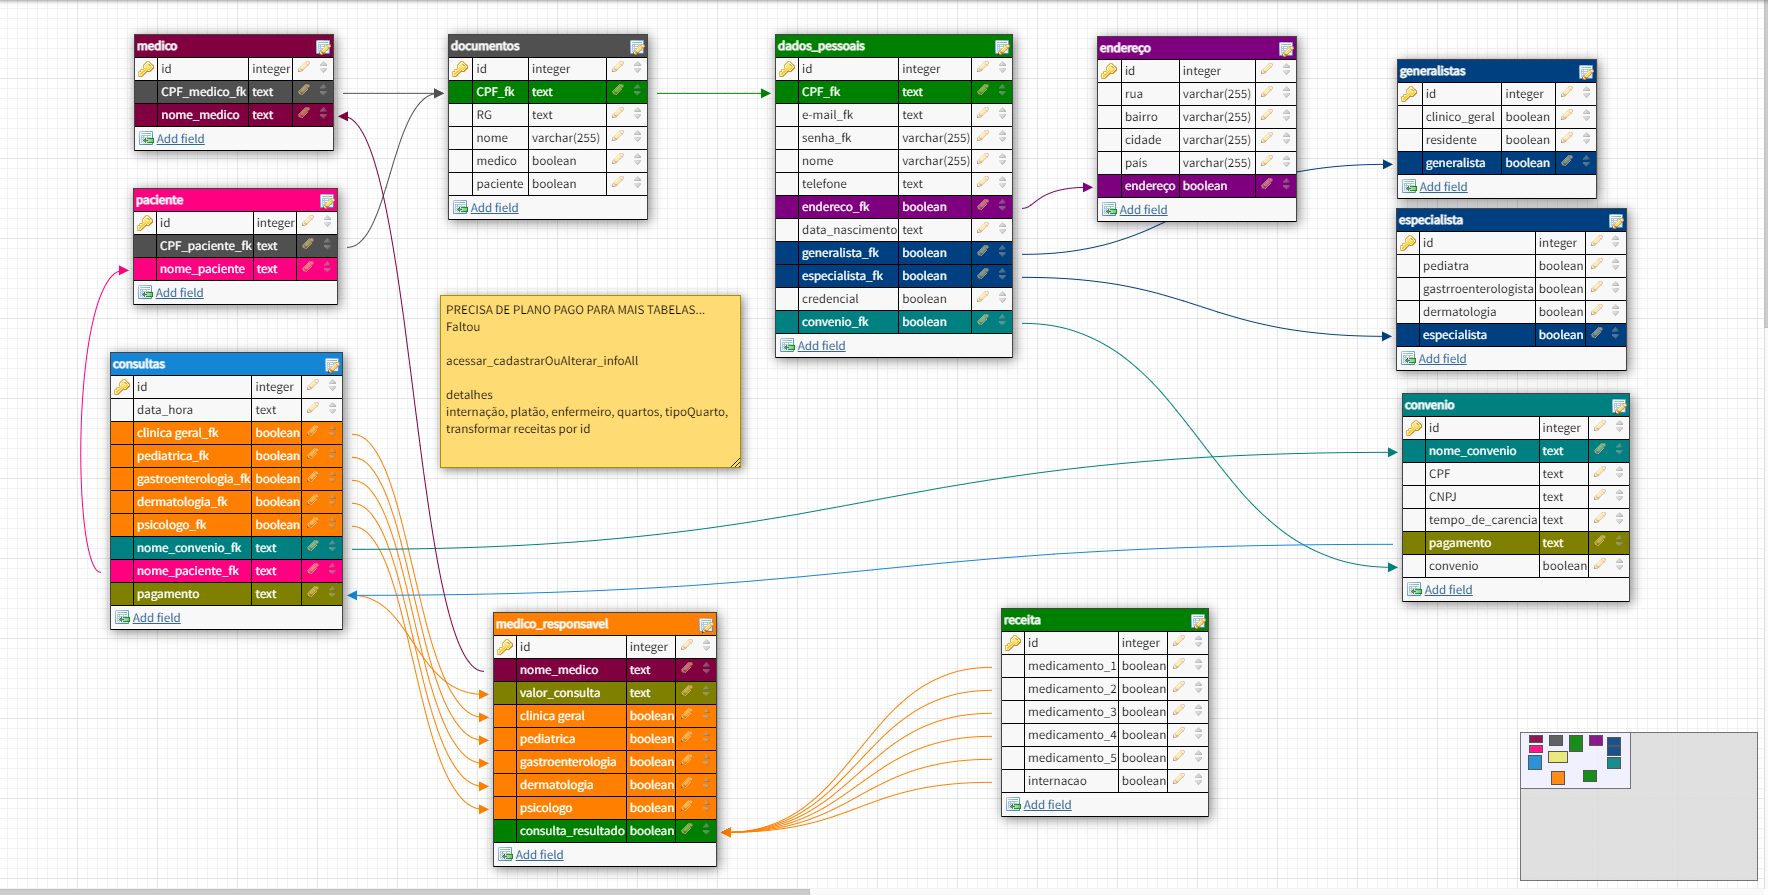 medico
id integer
CPF_medico_fk text
nome_medico text
Add field
documentos
id integer
CPF_fk text
RG text
nome varchar(255)
medico boolean
paciente boolean
Add field
dados_pessoais
id integer
CPF_fk text
e-mail_fk text
senha_fk varchar(255)
nome varchar(255)
telefone text
endereco_fk boolean
data_nascimento text
generalista_fk boolean
especialista_fk boolean
credencial boolean
convenio_fk boolean
Add field
endereço
id integer
rua varchar(255)
bairro varchar(255)
cidade varchar(255)
país varchar(255)
endereço boolean
Add field
generalistas
id integer
clinico_geral boolean
residente boolean
generalista boolean
Add field
paciente
id integer
CPF_paciente_fk text
nome_paciente text
Add field
especialista
id integer
pediatra boolean
gastrroenterologista boolean
dermatologia boolean
especialista boolean
Add field
PRECISA DE PLANO PAGO PARA MAIS TABELAS...
Faltou
acessar_cadastrarOuAlterar_infoAll
detalhes
internação, platão, enfermeiro, quartos, tipoQuarto,
transformar receitas por id
consultas
id integer
data_hora text
clinica geral_fk boolean
pediatrica_fk boolean
gastroenterologia_fk boolean
dermatologia_fk boolean
psicologo_fk boolean
nome_convenio_fk text
nome_paciente_fk text
pagamento text
Add field
convenio
id integer
nome_convenio text
CPF text
CNPJ text
tempo_de_carencia text
pagamento text
convenio boolean
Add field
medico_responsavel
id integer
nome_medico text
valor_consulta text
clinica geral boolean
pediatrica boolean
gastroenterologia boolean
dermatologia boolean
psicologo boolean
consulta_resultado boolean
Add field
receita
id integer
medicamento_1 boolean
medicamento_2 boolean
medicamento_3 boolean
medicamento_4 boolean
medicamento_5 boolean
internacao boolean
Add field